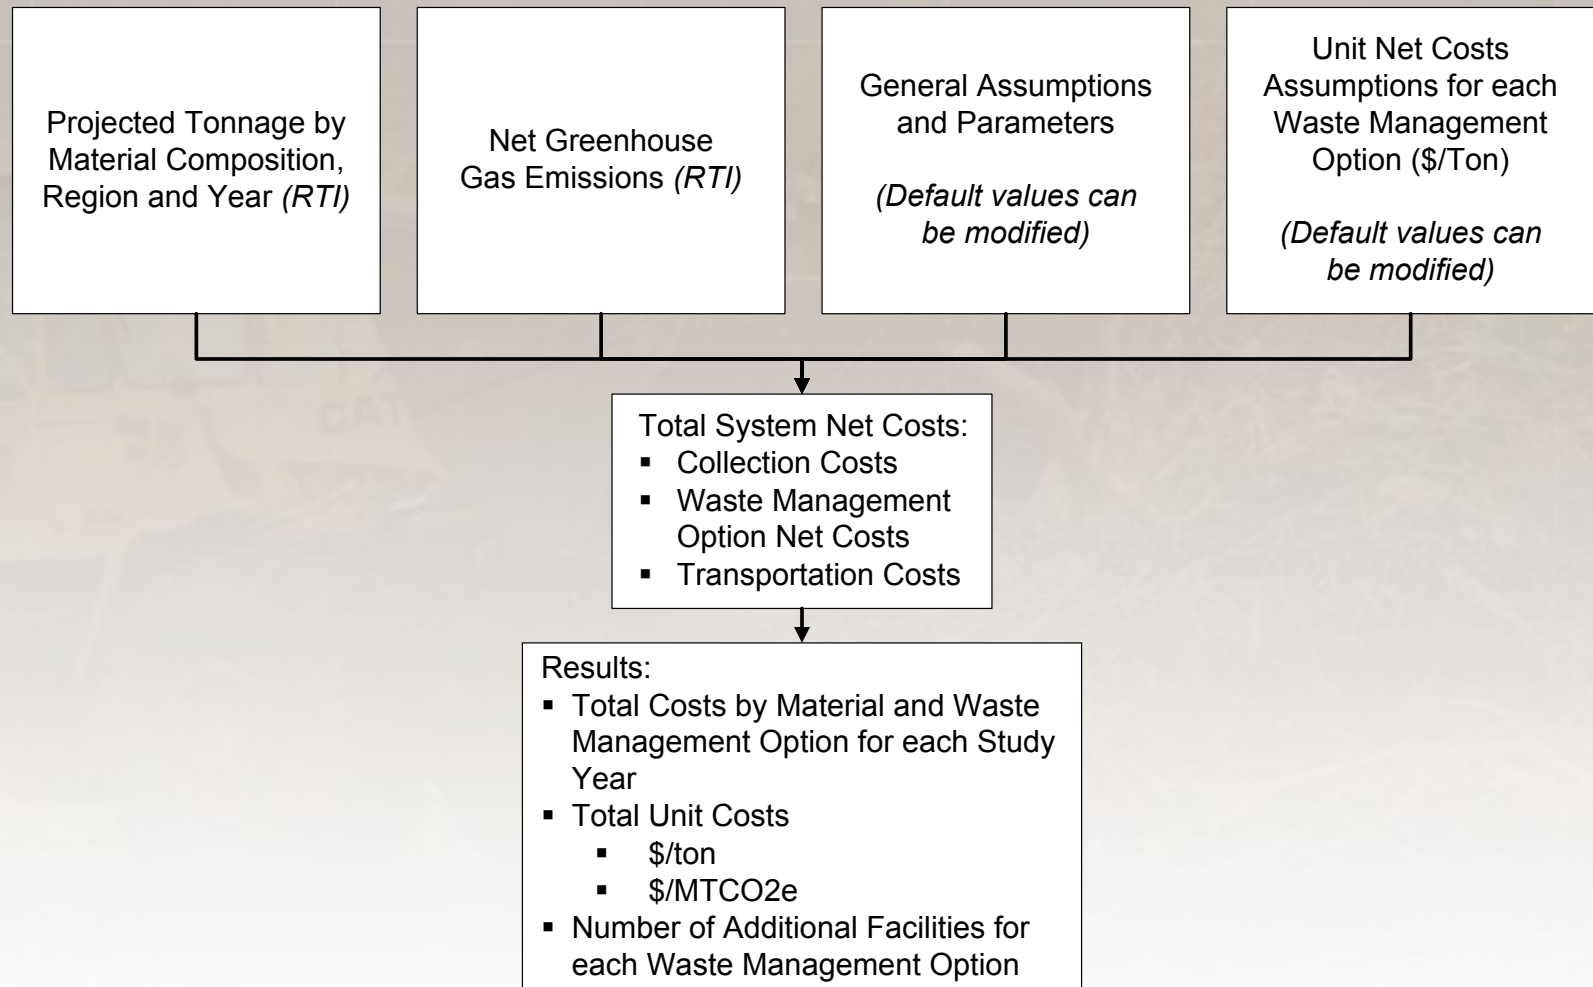 Projected Tonnage by
Material Composition,
Region and Year (RTI)
Net Greenhouse
Gas Emissions (RTI)
General Assumptions
and Parameters
(Default values can
be modified)
Unit Net Costs
Assumptions for each
Waste Management
Option ($/Ton)
(Default values can
be modified)
CAT
Total System Net Costs:
▪ Collection Costs
▪ Waste Management
Option Net Costs
▪ Transportation Costs
Results:
▪ Total Costs by Material and Waste
Management Option for each Study
Year
▪ Total Unit Costs
▪ $/ton
▪ $/MTCO2e
▪ Number of Additional Facilities for
each Waste Management Option